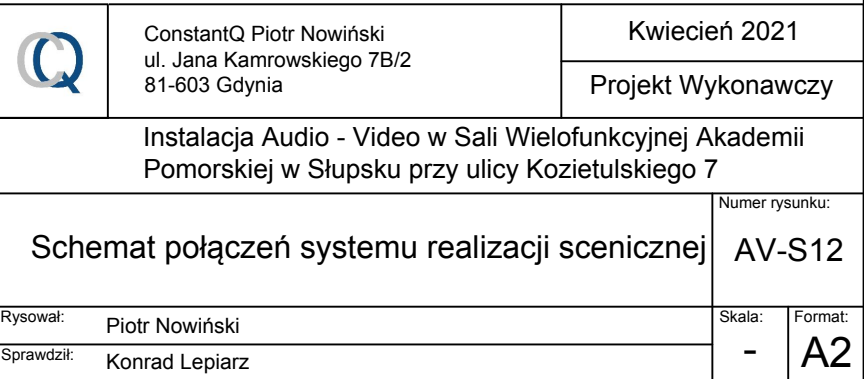 CQ
ConstantQ Piotr Nowiński
ul. Jana Kamrowskiego 7B/2
81-603 Gdynia
Kwiecień 2021
Projekt Wykonawczy
Instalacja Audio - Video w Sali Wielofunkcyjnej Akademii
Pomorskiej w Słupsku przy ulicy Kozietulskiego 7
Schemat połączeń systemu realizacji scenicznej
Numer rysunku:
AV-S12
Rysował:
Piotr Nowiński
Sprawdził:
Konrad Lepiarz
Skala:
-
Format:
A2